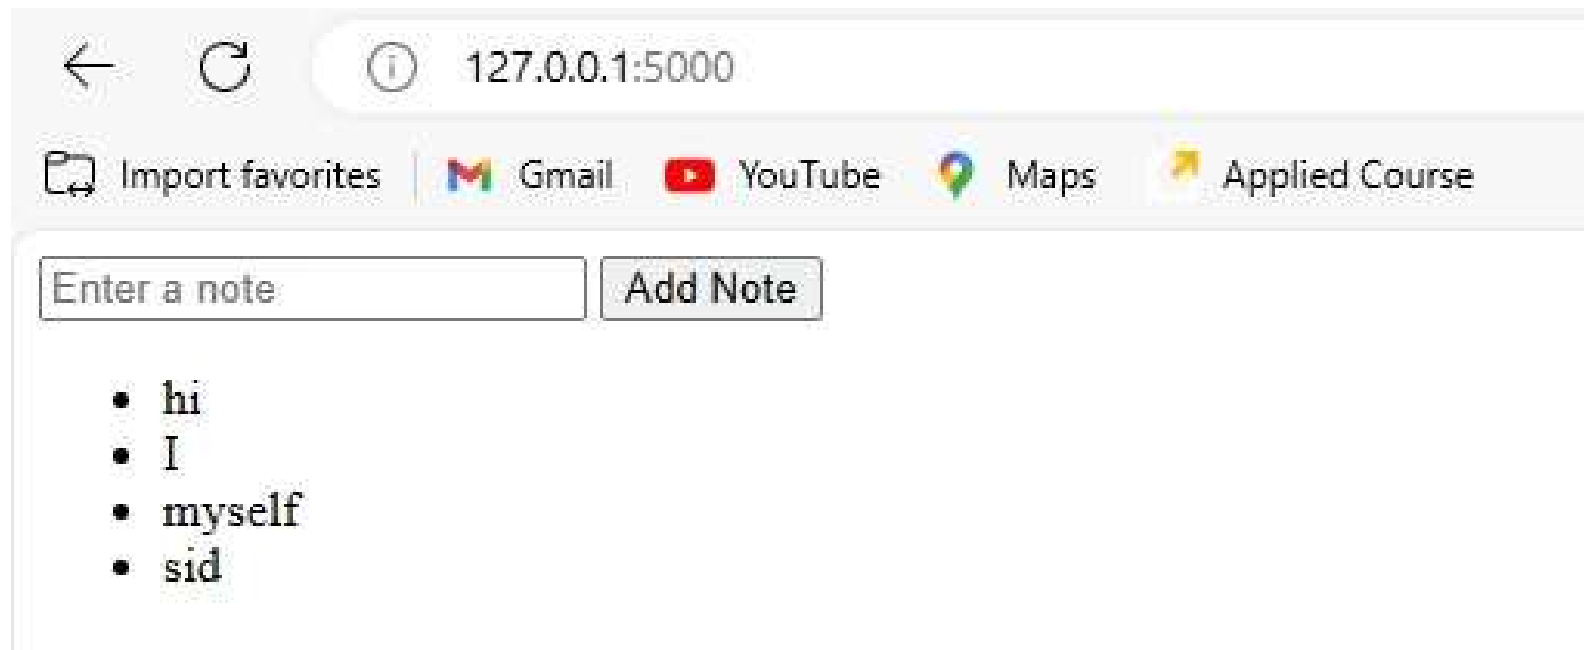 127.0.0.1:5000
Import favorites Gmail YouTube Maps Applied Course
Enter a note Add Note
hi
I
myself
sid